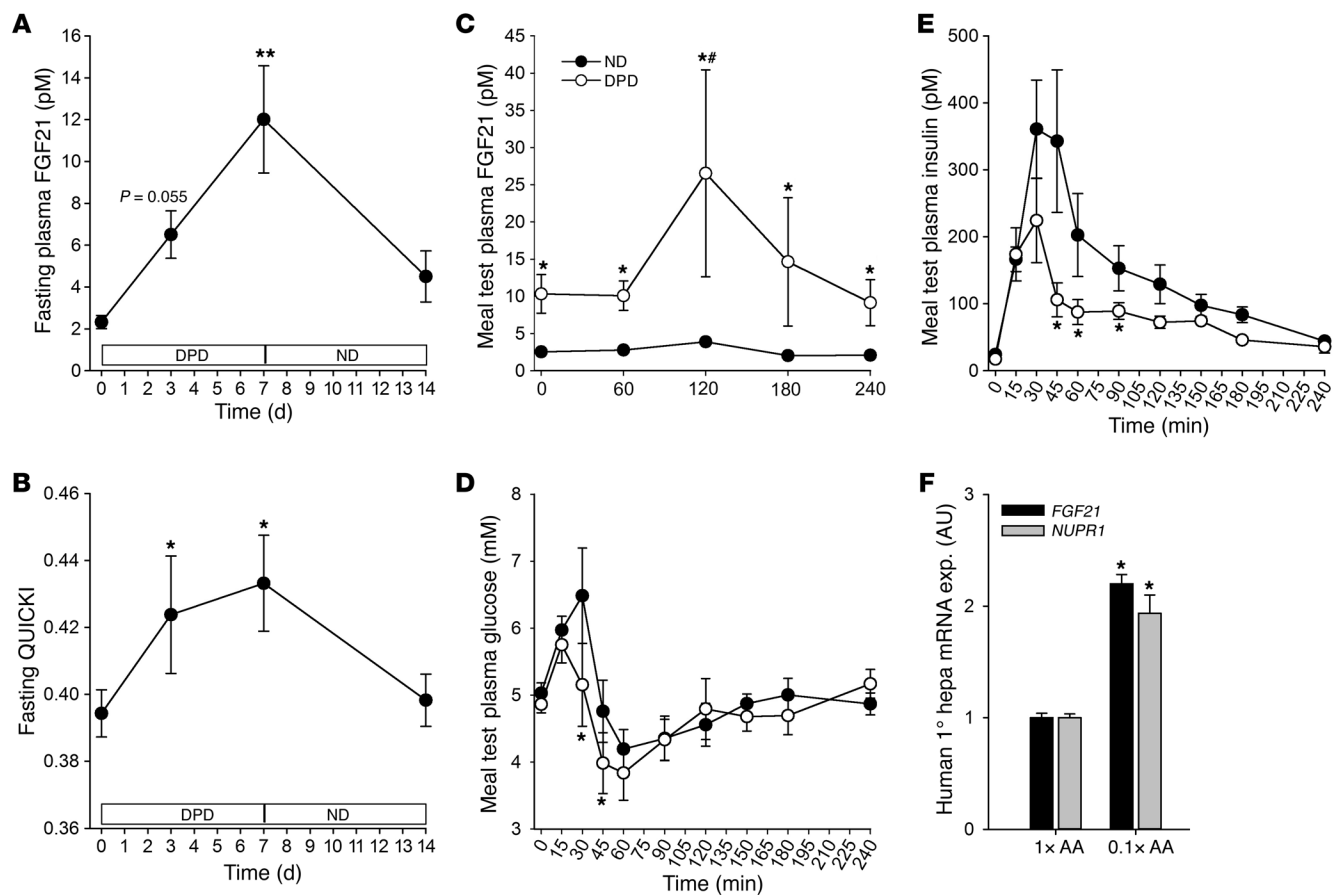 A
Fasting plasma FGF21 (pM)
16
14
12
10
8
6
4
2
0
**
P = 0.055
DPD
ND
0 1 2 3 4 5 6 7 8 9 10 11 12 13 14
Time (d)
B
Fasting QUICKI
0.46
0.44
0.42
0.40
0.38
0.36
*
*
DPD
ND
0 1 2 3 4 5 6 7 8 9 10 11 12 13 14
Time (d)
C
Meal test plasma FGF21 (pM)
45
40
35
30
25
20
15
10
5
0
ND
DPD
*
*
*#
*
*
0 60 120 180 240
D
Meal test plasma glucose (mM)
8
7
6
5
4
3
*
*
0 15 30 45 60 75 90 105 120 135 150 165 180 195 210 225 240
Time (min)
E
Meal test plasma insulin (pM)
500
400
300
200
100
0
*
*
*
0 15 30 45 60 75 90 105 120 135 150 165 180 195 210 225 240
Time (min)
F
Human 1° hepa mRNA exp. (AU)
3
2
1
0
FGF21
NUPR1
*
*
1× AA
0.1× AA